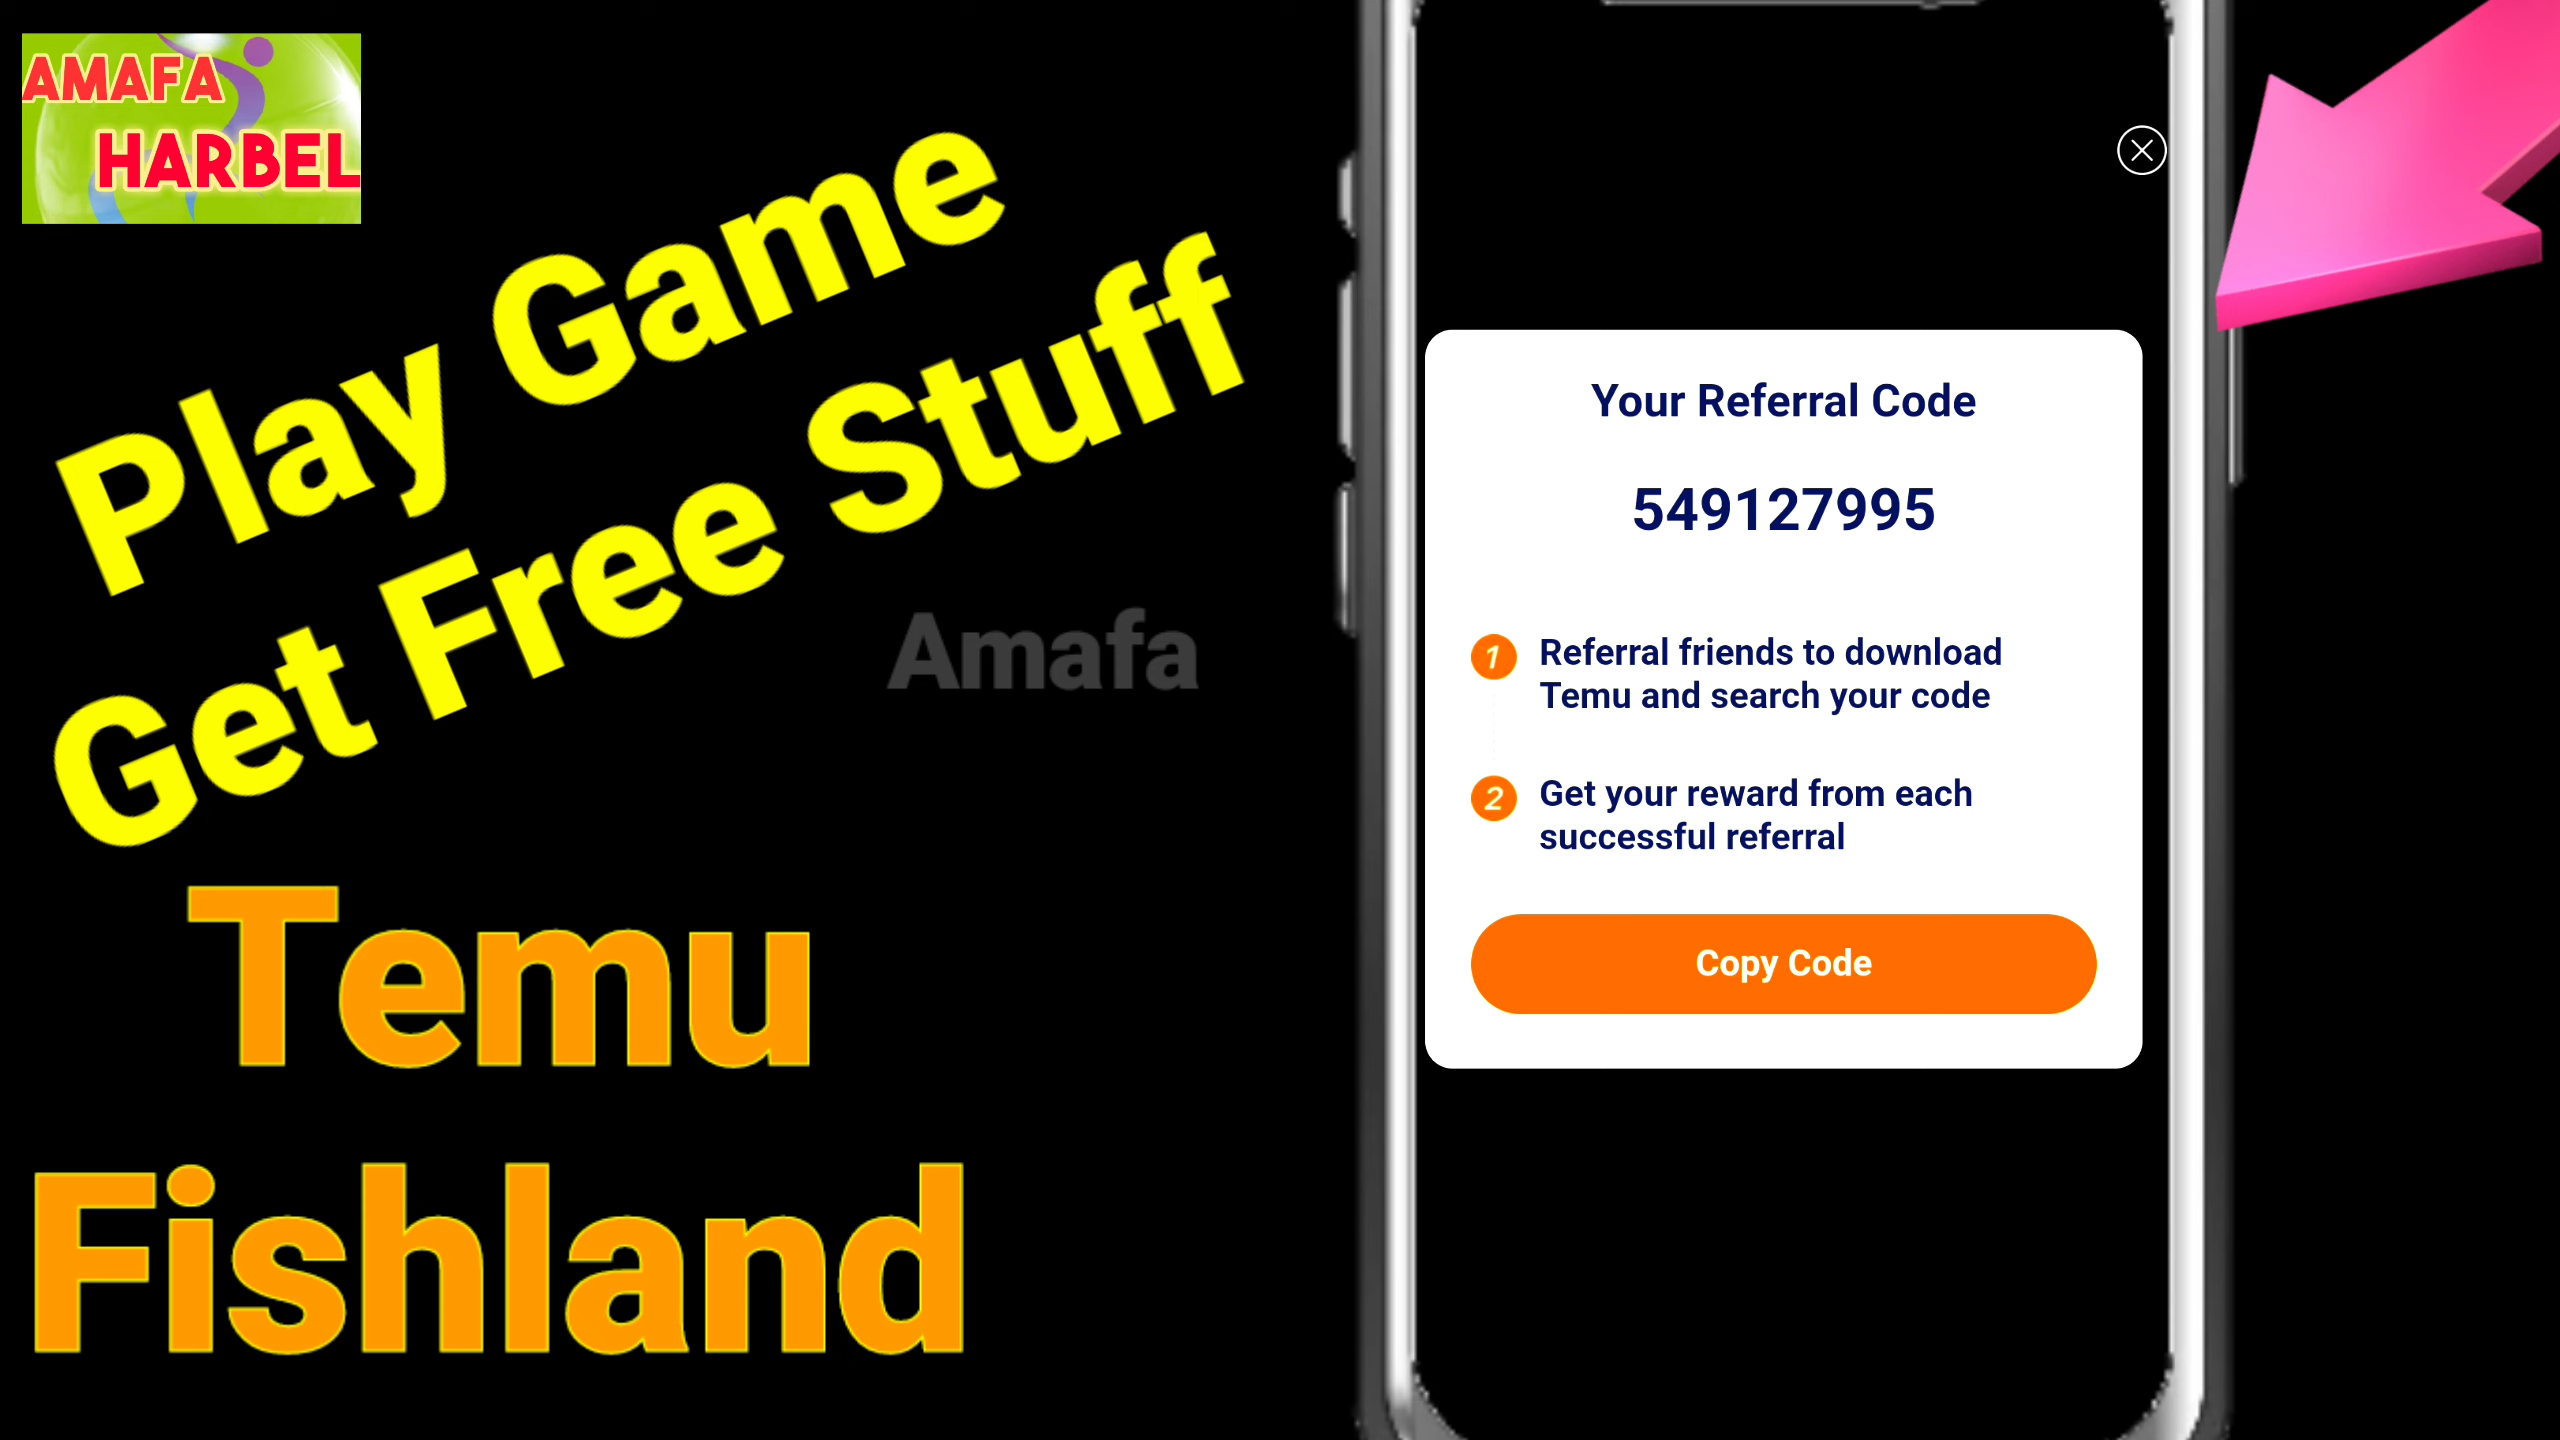 AMAFA
HARBEL
Play Game
Get Free Stuff
Amafa
Temu
Fishland
Your Referral Code
549127995
1 Referral friends to download
Temu and search your code
2 Get your reward from each
successful referral
Copy Code